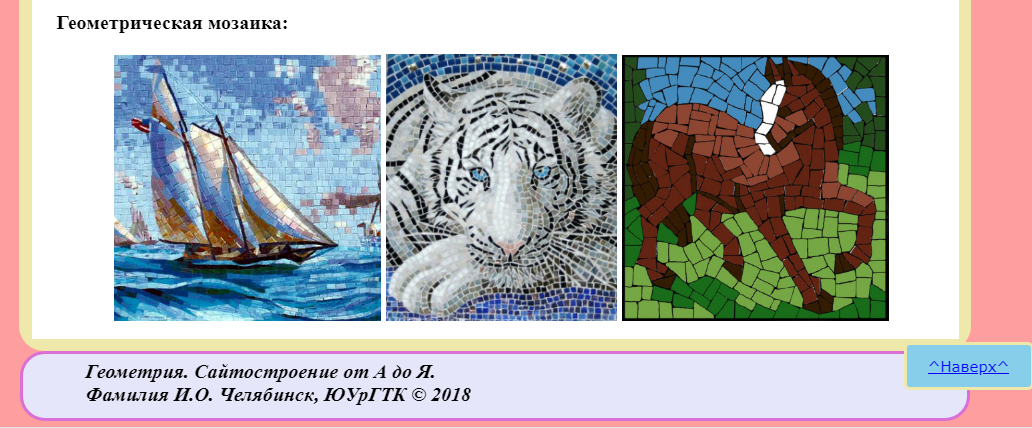 Геометрическая мозаика:
Геометрия. Сайтостроение от А до Я.
Фамилия И.О. Челябинск, ЮУрГТК © 2018
^Наверх^